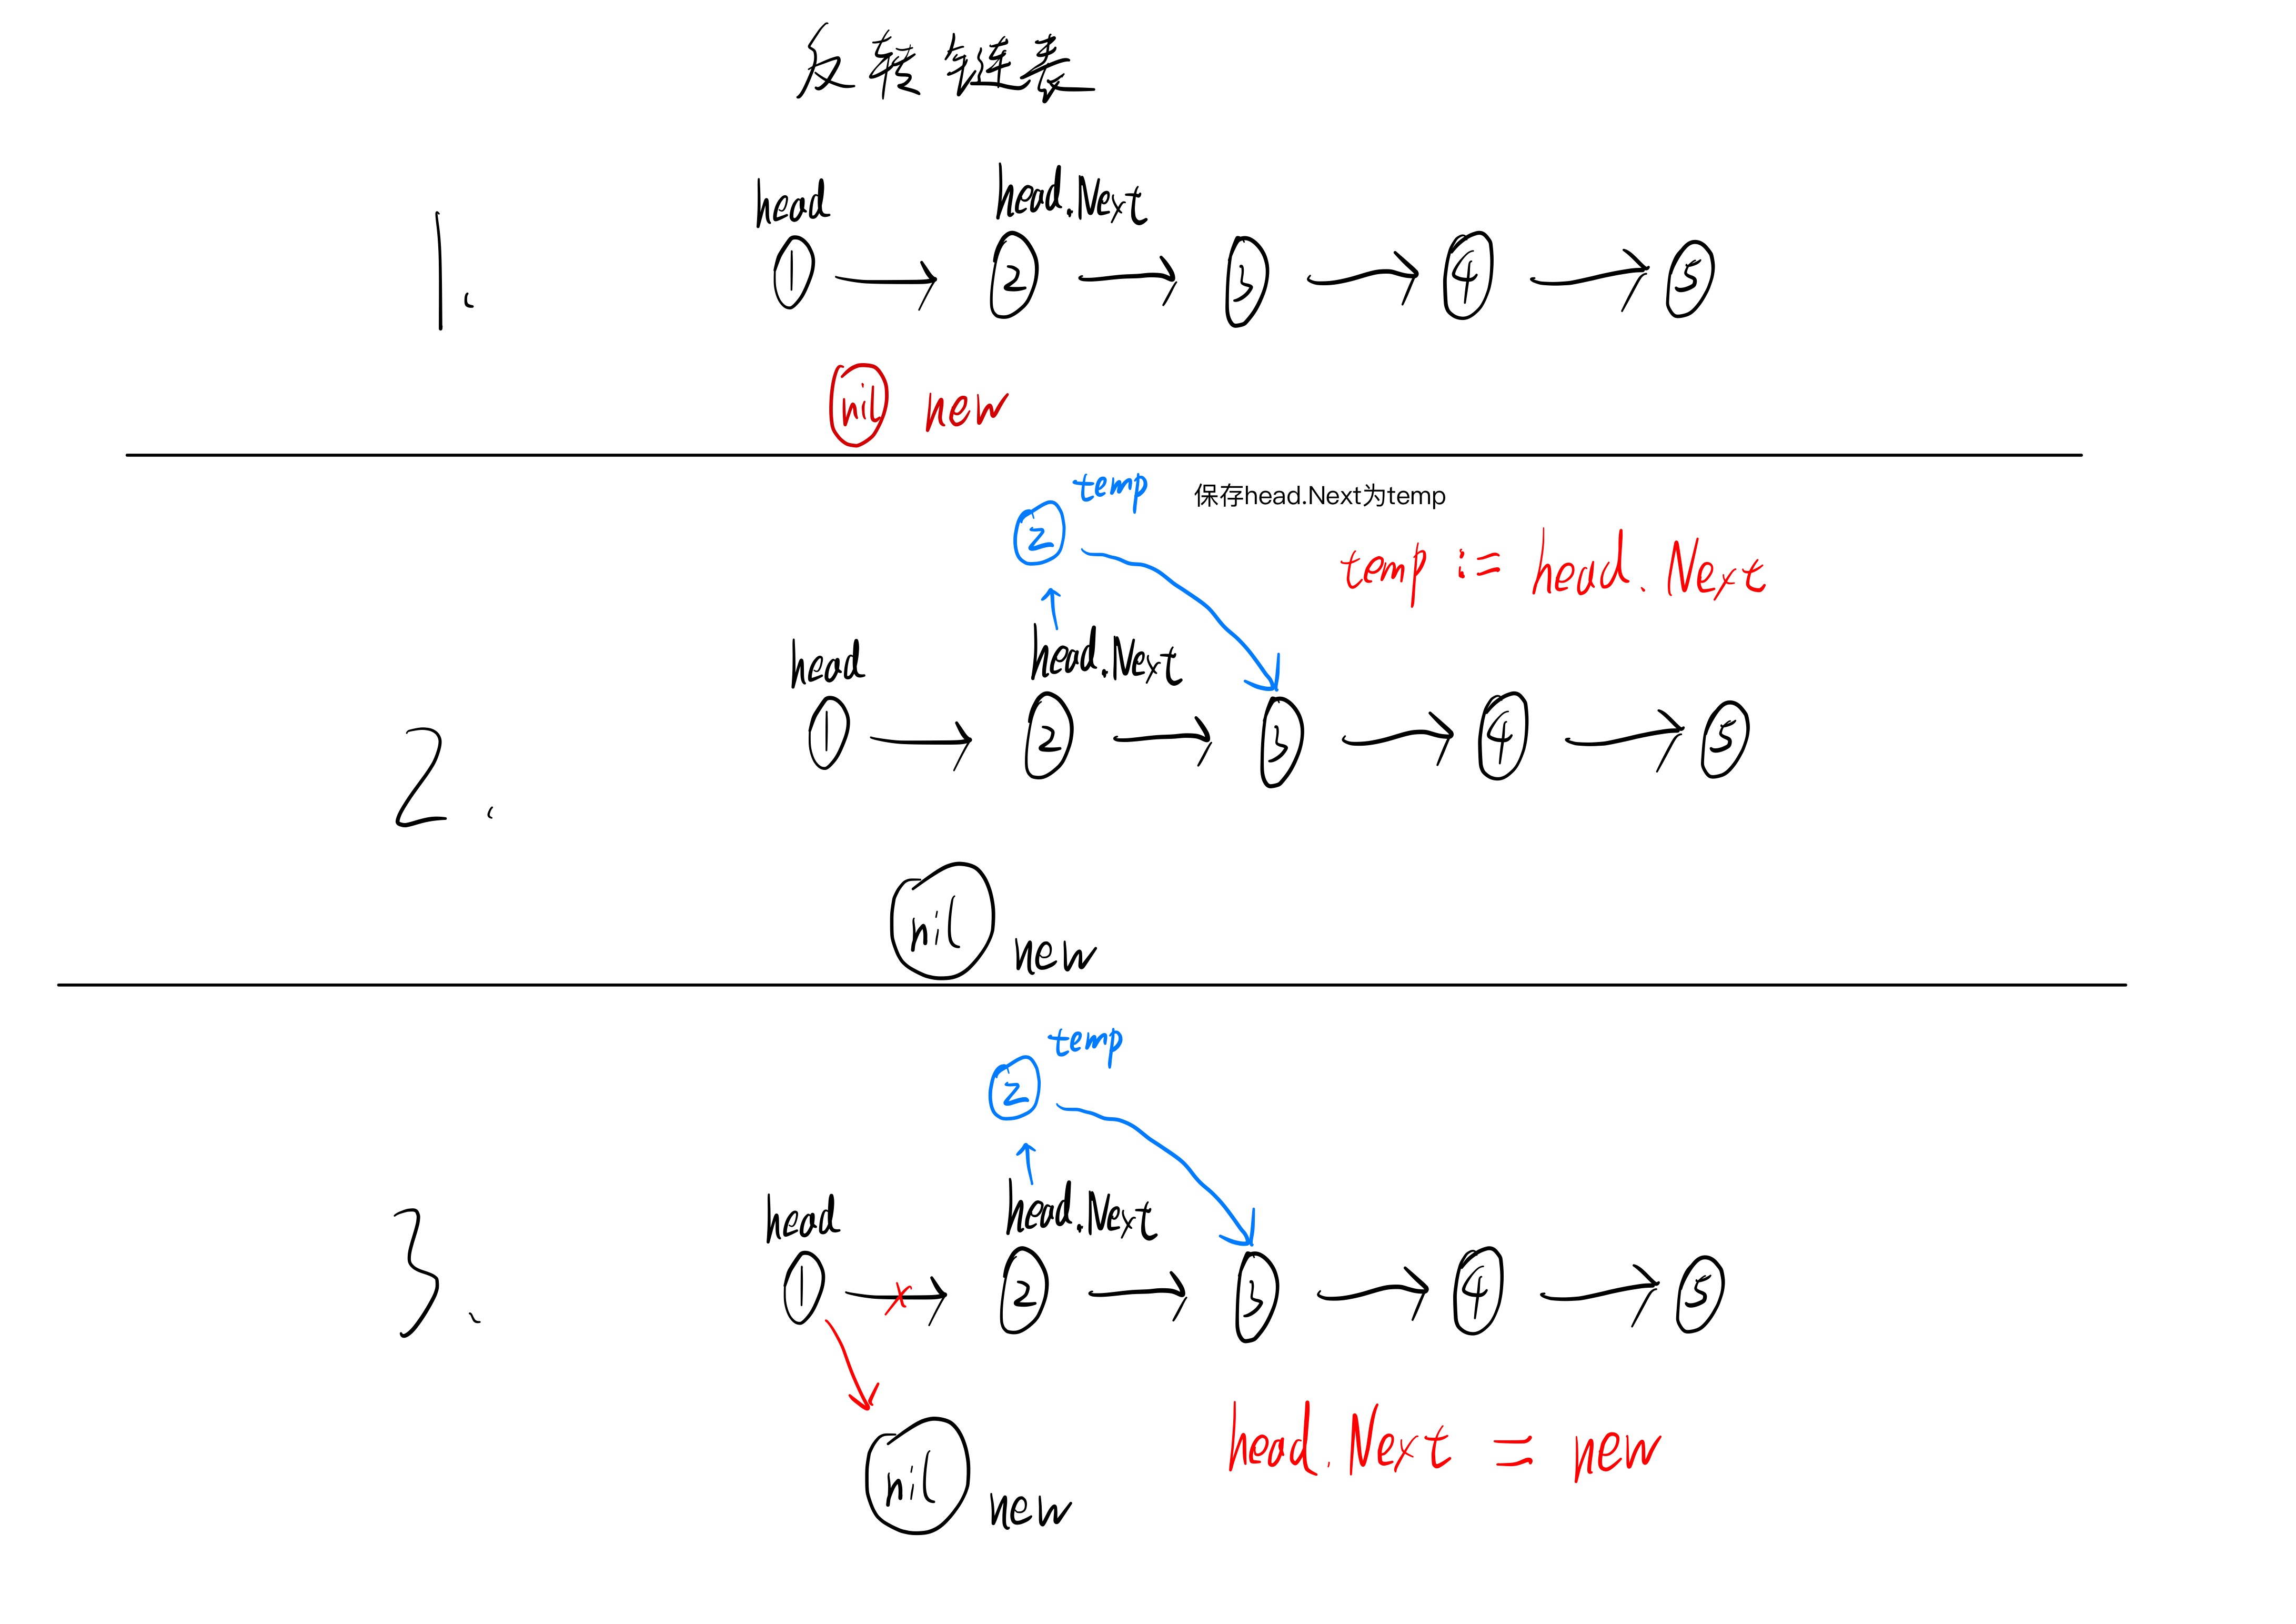 反转链表
head head.Next
1. 1 2 3 4 5
nil new
temp 保存head.Next为temp
2
temp := head.Next
head head.Next
2. 1 2 3 4 5
nil new
temp
2
head head.Next
3. 1 2 3 4 5
head.Next = new
nil new